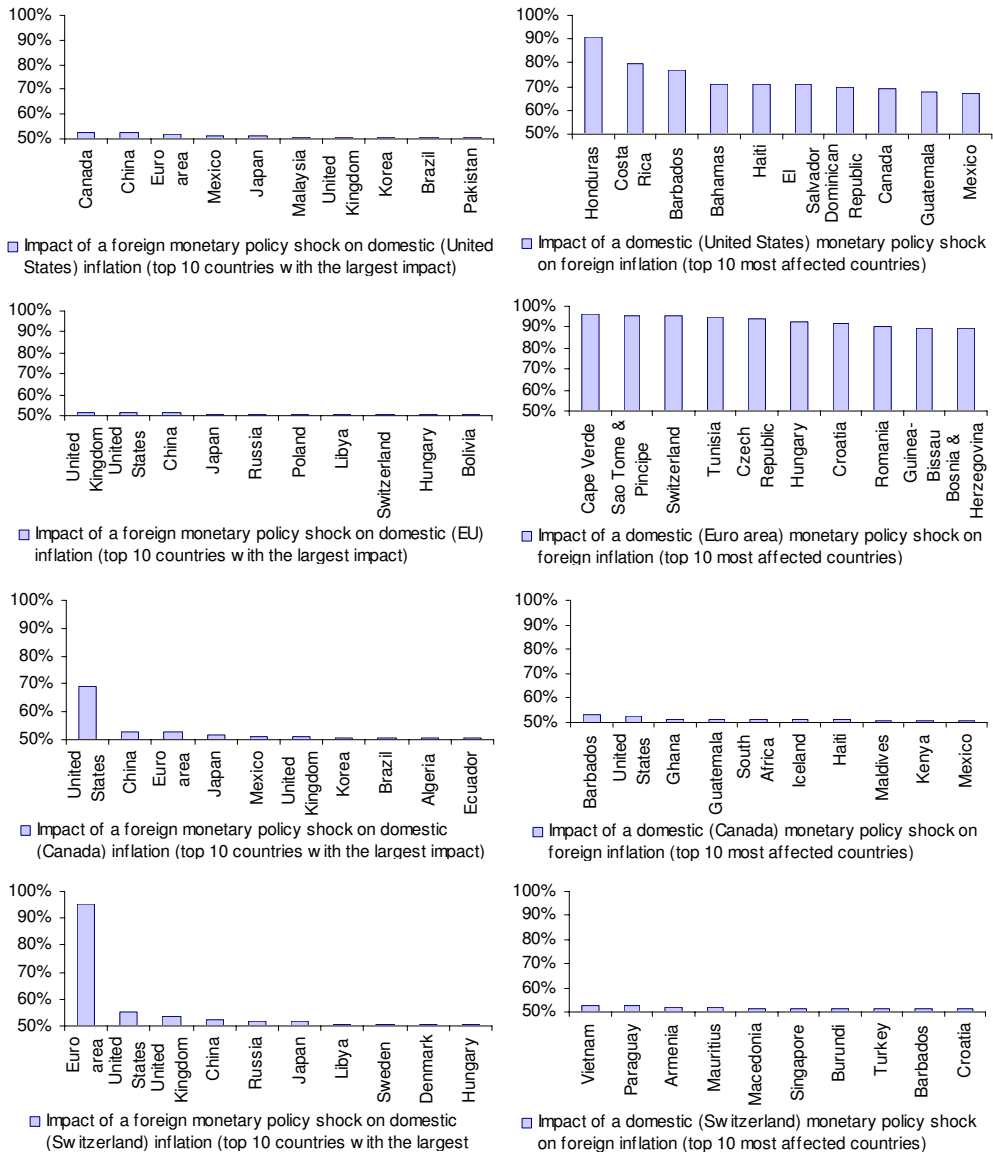 100%
90%
80%
70%
60%
50%
Canada
China
Euro
area
Mexico
Japan
Malaysia
United
Kingdom
Korea
Brazil
Pakistan
Impact of a foreign monetary policy shock on domestic (United
States) inflation (top 10 countries with the largest impact)
100%
90%
80%
70%
60%
50%
Honduras
Costa
Rica
Barbados
Bahamas
Haiti
El
Salvador
Dominican
Republic
Canada
Guatemala
Mexico
Impact of a domestic (United States) monetary policy shock
on foreign inflation (top 10 most affected countries)
100%
90%
80%
70%
60%
50%
United
Kingdom
United
States
China
Japan
Russia
Poland
Libya
Switzerland
Hungary
Bolivia
Impact of a foreign monetary policy shock on domestic (EU)
inflation (top 10 countries with the largest impact)
100%
90%
80%
70%
60%
50%
Cape Verde
Sao Tome &
Pincipe
Switzerland
Tunisia
Czech
Republic
Hungary
Croatia
Romania
Guinea-
Bissau
Bosnia &
Herzegovina
Impact of a domestic (Euro area) monetary policy shock on
foreign inflation (top 10 most affected countries)
100%
90%
80%
70%
60%
50%
United
States
China
Euro
area
Japan
Mexico
United
Kingdom
Korea
Brazil
Algeria
Ecuador
Impact of a foreign monetary policy shock on domestic
(Canada) inflation (top 10 countries with the largest impact)
100%
90%
80%
70%
60%
50%
Barbados
United
States
Ghana
Guatemala
South
Africa
Iceland
Haiti
Maldives
Kenya
Mexico
Impact of a domestic (Canada) monetary policy shock on
foreign inflation (top 10 most affected countries)
100%
90%
80%
70%
60%
50%
Euro
area
United
States
United
Kingdom
China
Russia
Japan
Libya
Sweden
Denmark
Hungary
Impact of a foreign monetary policy shock on domestic
(Switzerland) inflation (top 10 countries with the largest
100%
90%
80%
70%
60%
50%
Vietnam
Paraguay
Armenia
Mauritius
Macedonia
Singapore
Burundi
Turkey
Barbados
Croatia
Impact of a domestic (Switzerland) monetary policy shock
on foreign inflation (top 10 most affected countries)